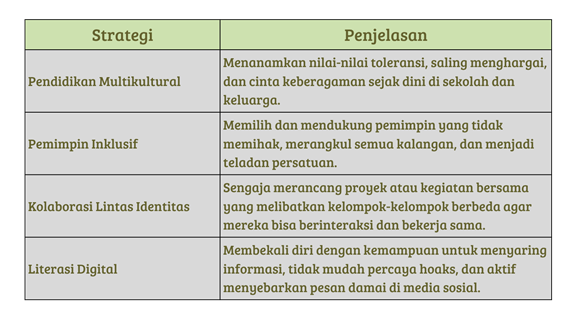 Strategi
Penjelasan
Pendidikan Multikultural
Menanamkan nilai-nilai toleransi, saling menghargai,
dan cinta keberagaman sejak dini di sekolah dan
keluarga.
Pemimpin Inklusif
Memilih dan mendukung pemimpin yang tidak
memihak, merangkul semua kalangan, dan menjadi
teladan persatuan.
Kolaborasi Lintas Identitas
Sengaja merancang proyek atau kegiatan bersama
yang melibatkan kelompok-kelompok berbeda agar
mereka bisa berinteraksi dan bekerja sama.
Literasi Digital
Membekali diri dengan kemampuan untuk menyaring
informasi, tidak mudah percaya hoaks, dan aktif
menyebarkan pesan damai di media sosial.